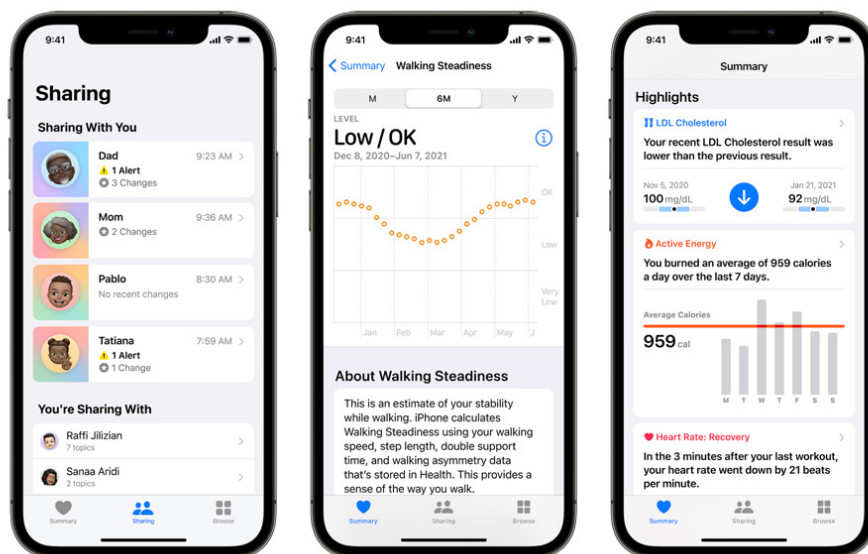 9:41
Sharing
Sharing With You
Dad 9:23 AM
1 Alert
3 Changes
Mom 9:36 AM
2 Changes
Pablo 8:30 AM
No recent changes
Tatiana 7:59 AM
1 Alert
1 Change
You're Sharing With
Raffi Jilizian
7 topics
Sanaa Aridi
2 topics
Summary Sharing Browse
9:41
Summary Walking Steadiness
M 6M Y
LEVEL
Low / OK
Dec 8, 2020–Jun 7, 2021
OK
Low
Very
Low
Jan Feb Mar Apr May J
About Walking Steadiness
This is an estimate of your stability
while walking. iPhone calculates
Walking Steadiness using your walking
speed, step length, double support
time, and walking asymmetry data
that's stored in Health. This provides a
sense of the way you walk.
Summary Sharing Browse
9:41
Summary
Highlights
LDL Cholesterol
Your recent LDL Cholesterol result was
lower than the previous result.
Nov 5, 2020 Jan 21, 2021
100 mg/dL 92 mg/dL
Active Energy
You burned an average of 959 calories
a day over the last 7 days.
Average Calories
959 cal
M T W T F S S
Heart Rate: Recovery
In the 3 minutes after your last workout,
your heart rate went down by 21 beats
per minute.
Summary Sharing Browse